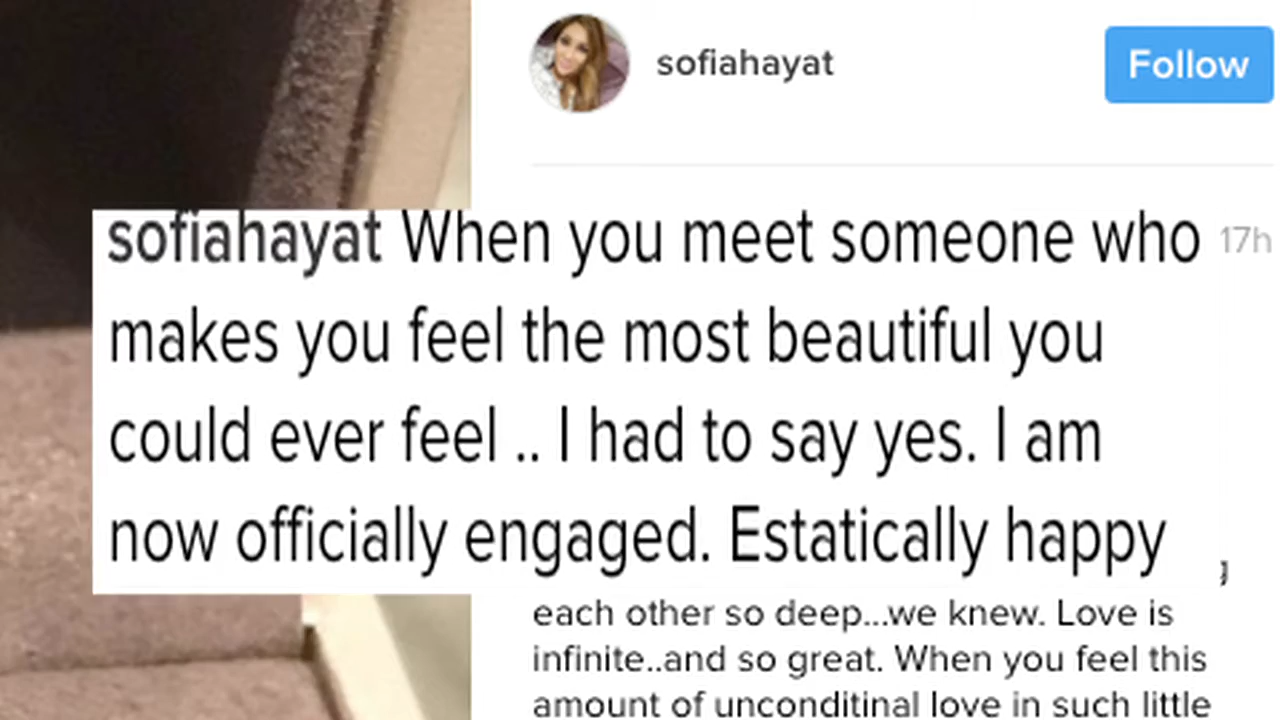 sofiahayat
Follow
sofiahayat When you meet someone who 17h
makes you feel the most beautiful you
could ever feel .. I had to say yes. I am
now officially engaged. Estatically happy
each other so deep...we knew. Love is
infinite..and so great. When you feel this
amount of unconditinal love in such little